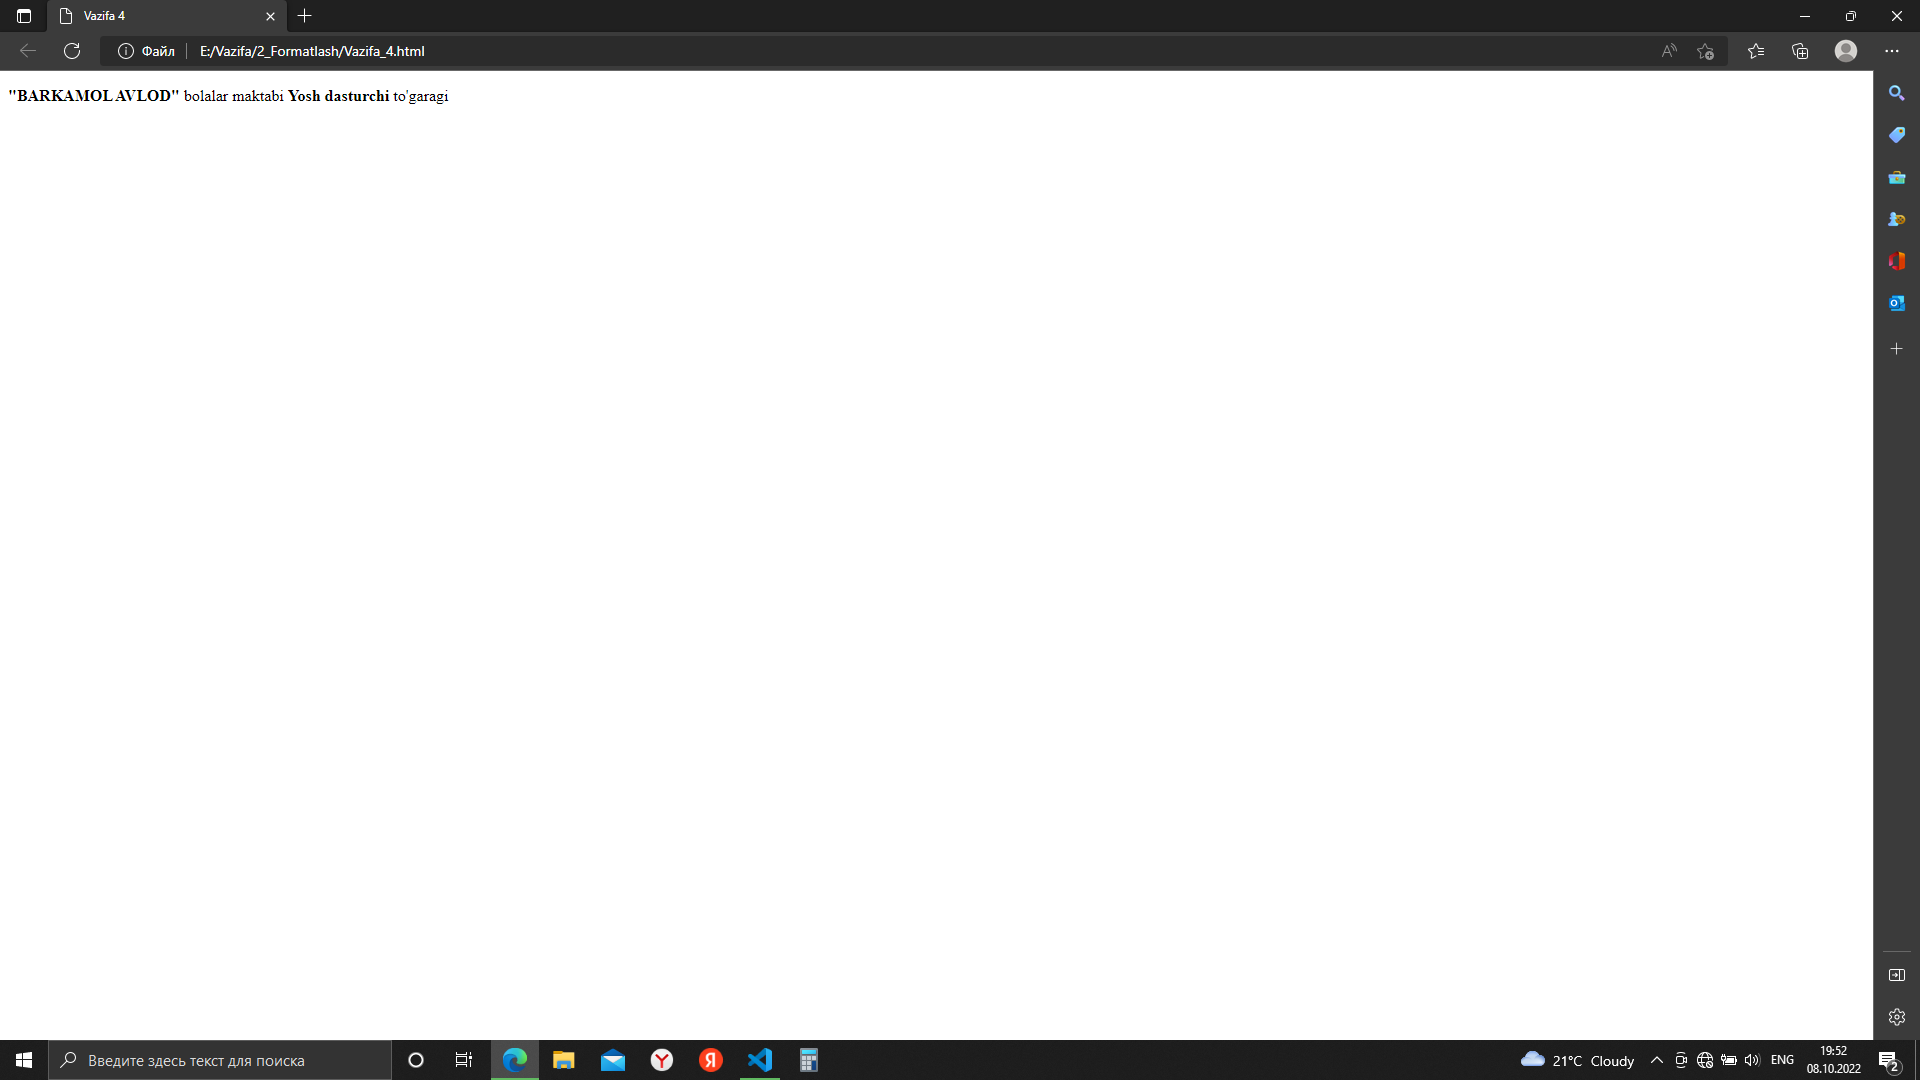 Vazifa 4
Файл
E:/Vazifa/2_Formatlash/Vazifa_4.html
"BARKAMOL AVLOD" bolalar maktabi Yosh dasturchi to'garagi
Введите здесь текст для поиска
21°C Cloudy
ENG
19:52
08.10.2022
2